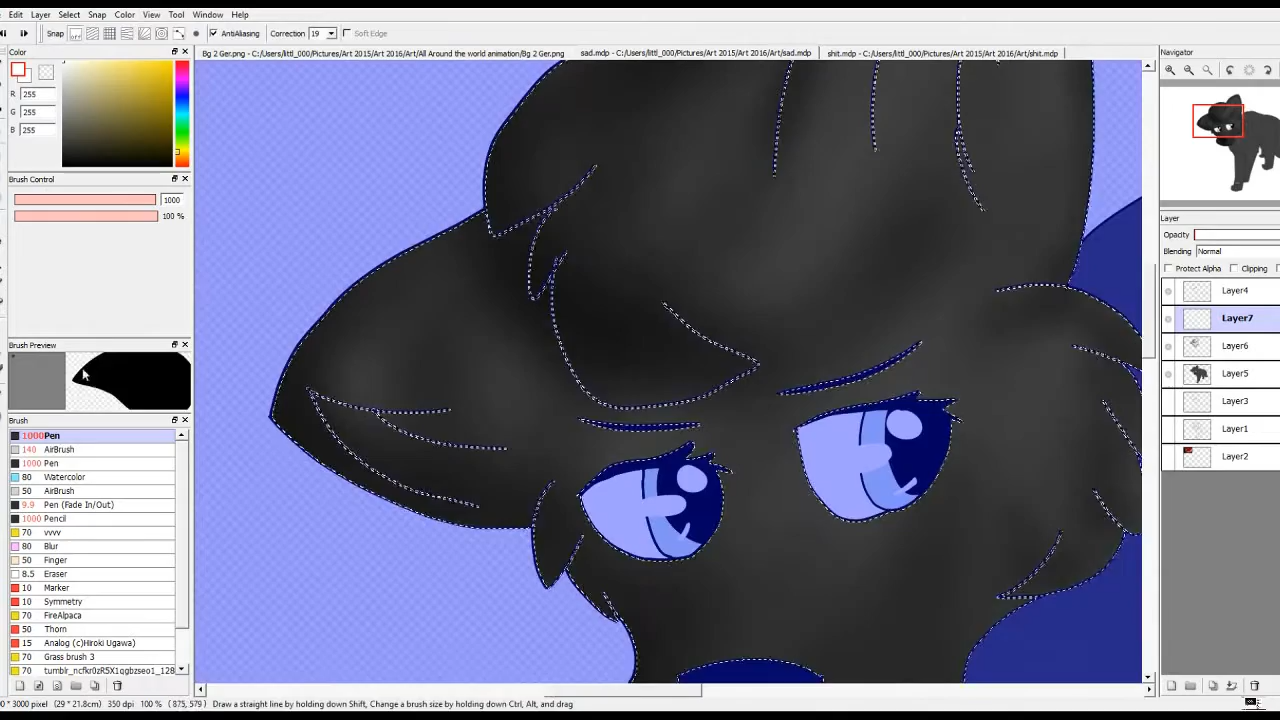 Edit Layer Select Snap Color View Tool Window Help
Snap OFF AntiAliasing Correction 19 Soft Edge
Color
Bg 2 Ger.png - C:/Users/littl_000/Pictures/Art 2015/Art 2016/Art/All Around the world animation/Bg 2 Ger.png
sad.mdp - C:/Users/littl_000/Pictures/Art 2015/Art 2016/Art/sad.mdp
shit.mdp - C:/Users/littl_000/Pictures/Art 2015/Art 2016/Art/shit.mdp
Navigator
R 255
G 255
B 255
Brush Control
1000
100 %
Brush Preview
Brush
1000 Pen
140 AirBrush
1000 Pen
80 Watercolor
50 AirBrush
9.9 Pen (Fade In/Out)
1000 Pencil
70 vvvv
80 Blur
50 Finger
8.5 Eraser
10 Marker
10 Symmetry
70 FireAlpaca
50 Thorn
15 Analog (c)Hiroki Ugawa)
70 Grass brush 3
70 tumblr_ncfkr0zR5X1qgbzseo1_128
Layer
Opacity
Blending Normal
Protect Alpha Clipping
Layer4
Layer7
Layer6
Layer5
Layer3
Layer1
Layer2
* 3000 pixel (29 * 21.8cm) 350 dpi 100 % ( 875, 579 ) Draw a straight line by holding down Shift, Change a brush size by holding down Ctrl, Alt, and drag